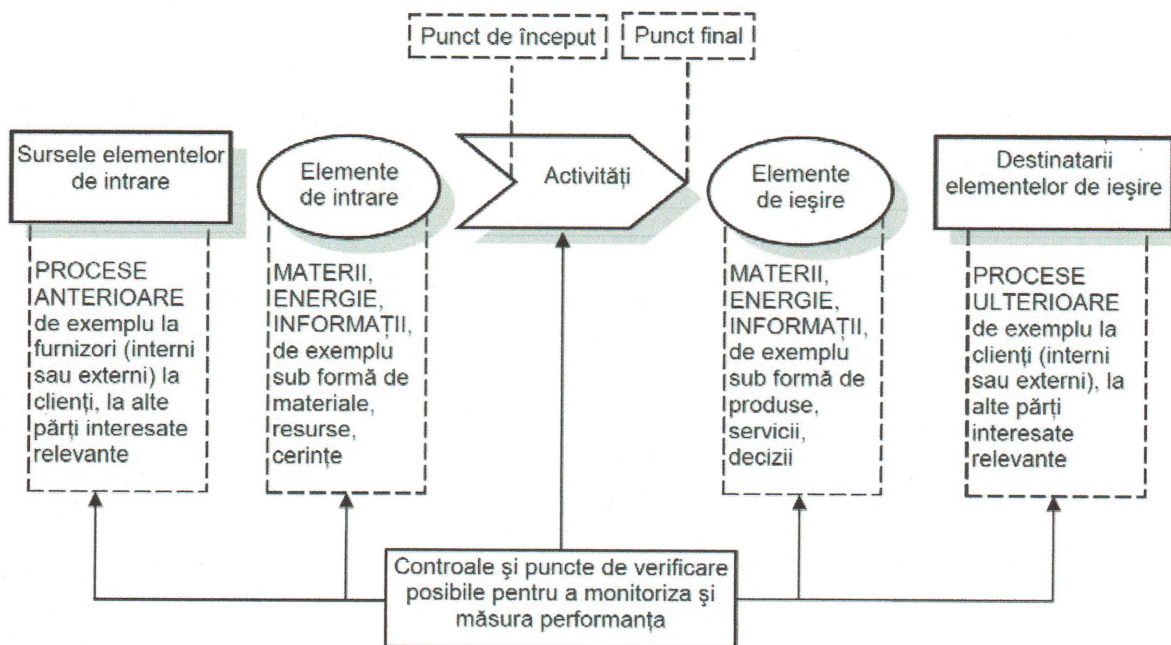 Punct de început
Punct final
Sursele elementelor
de intrare
Elemente
de intrare
Activități
Elemente
de ieşire
Destinatarii
elementelor de ieşire
PROCESE
ANTERIOARE
de exemplu la
furnizori (interni
sau externi) la
clienți, la alte
părți interesate
relevante
MATERII,
ENERGIE,
INFORMAȚII,
de exemplu
sub formă de
materiale,
resurse,
cerințe
MATERII,
ENERGIE,
INFORMAȚII,
de exemplu
sub formă de
produse,
servicii,
decizii
PROCESE
ULTERIOARE
de exemplu la
clienți (interni
sau externi), la
alte părți
interesate
relevante
Controale şi puncte de verificare
posibile pentru a monitoriza şi
măsura performanța